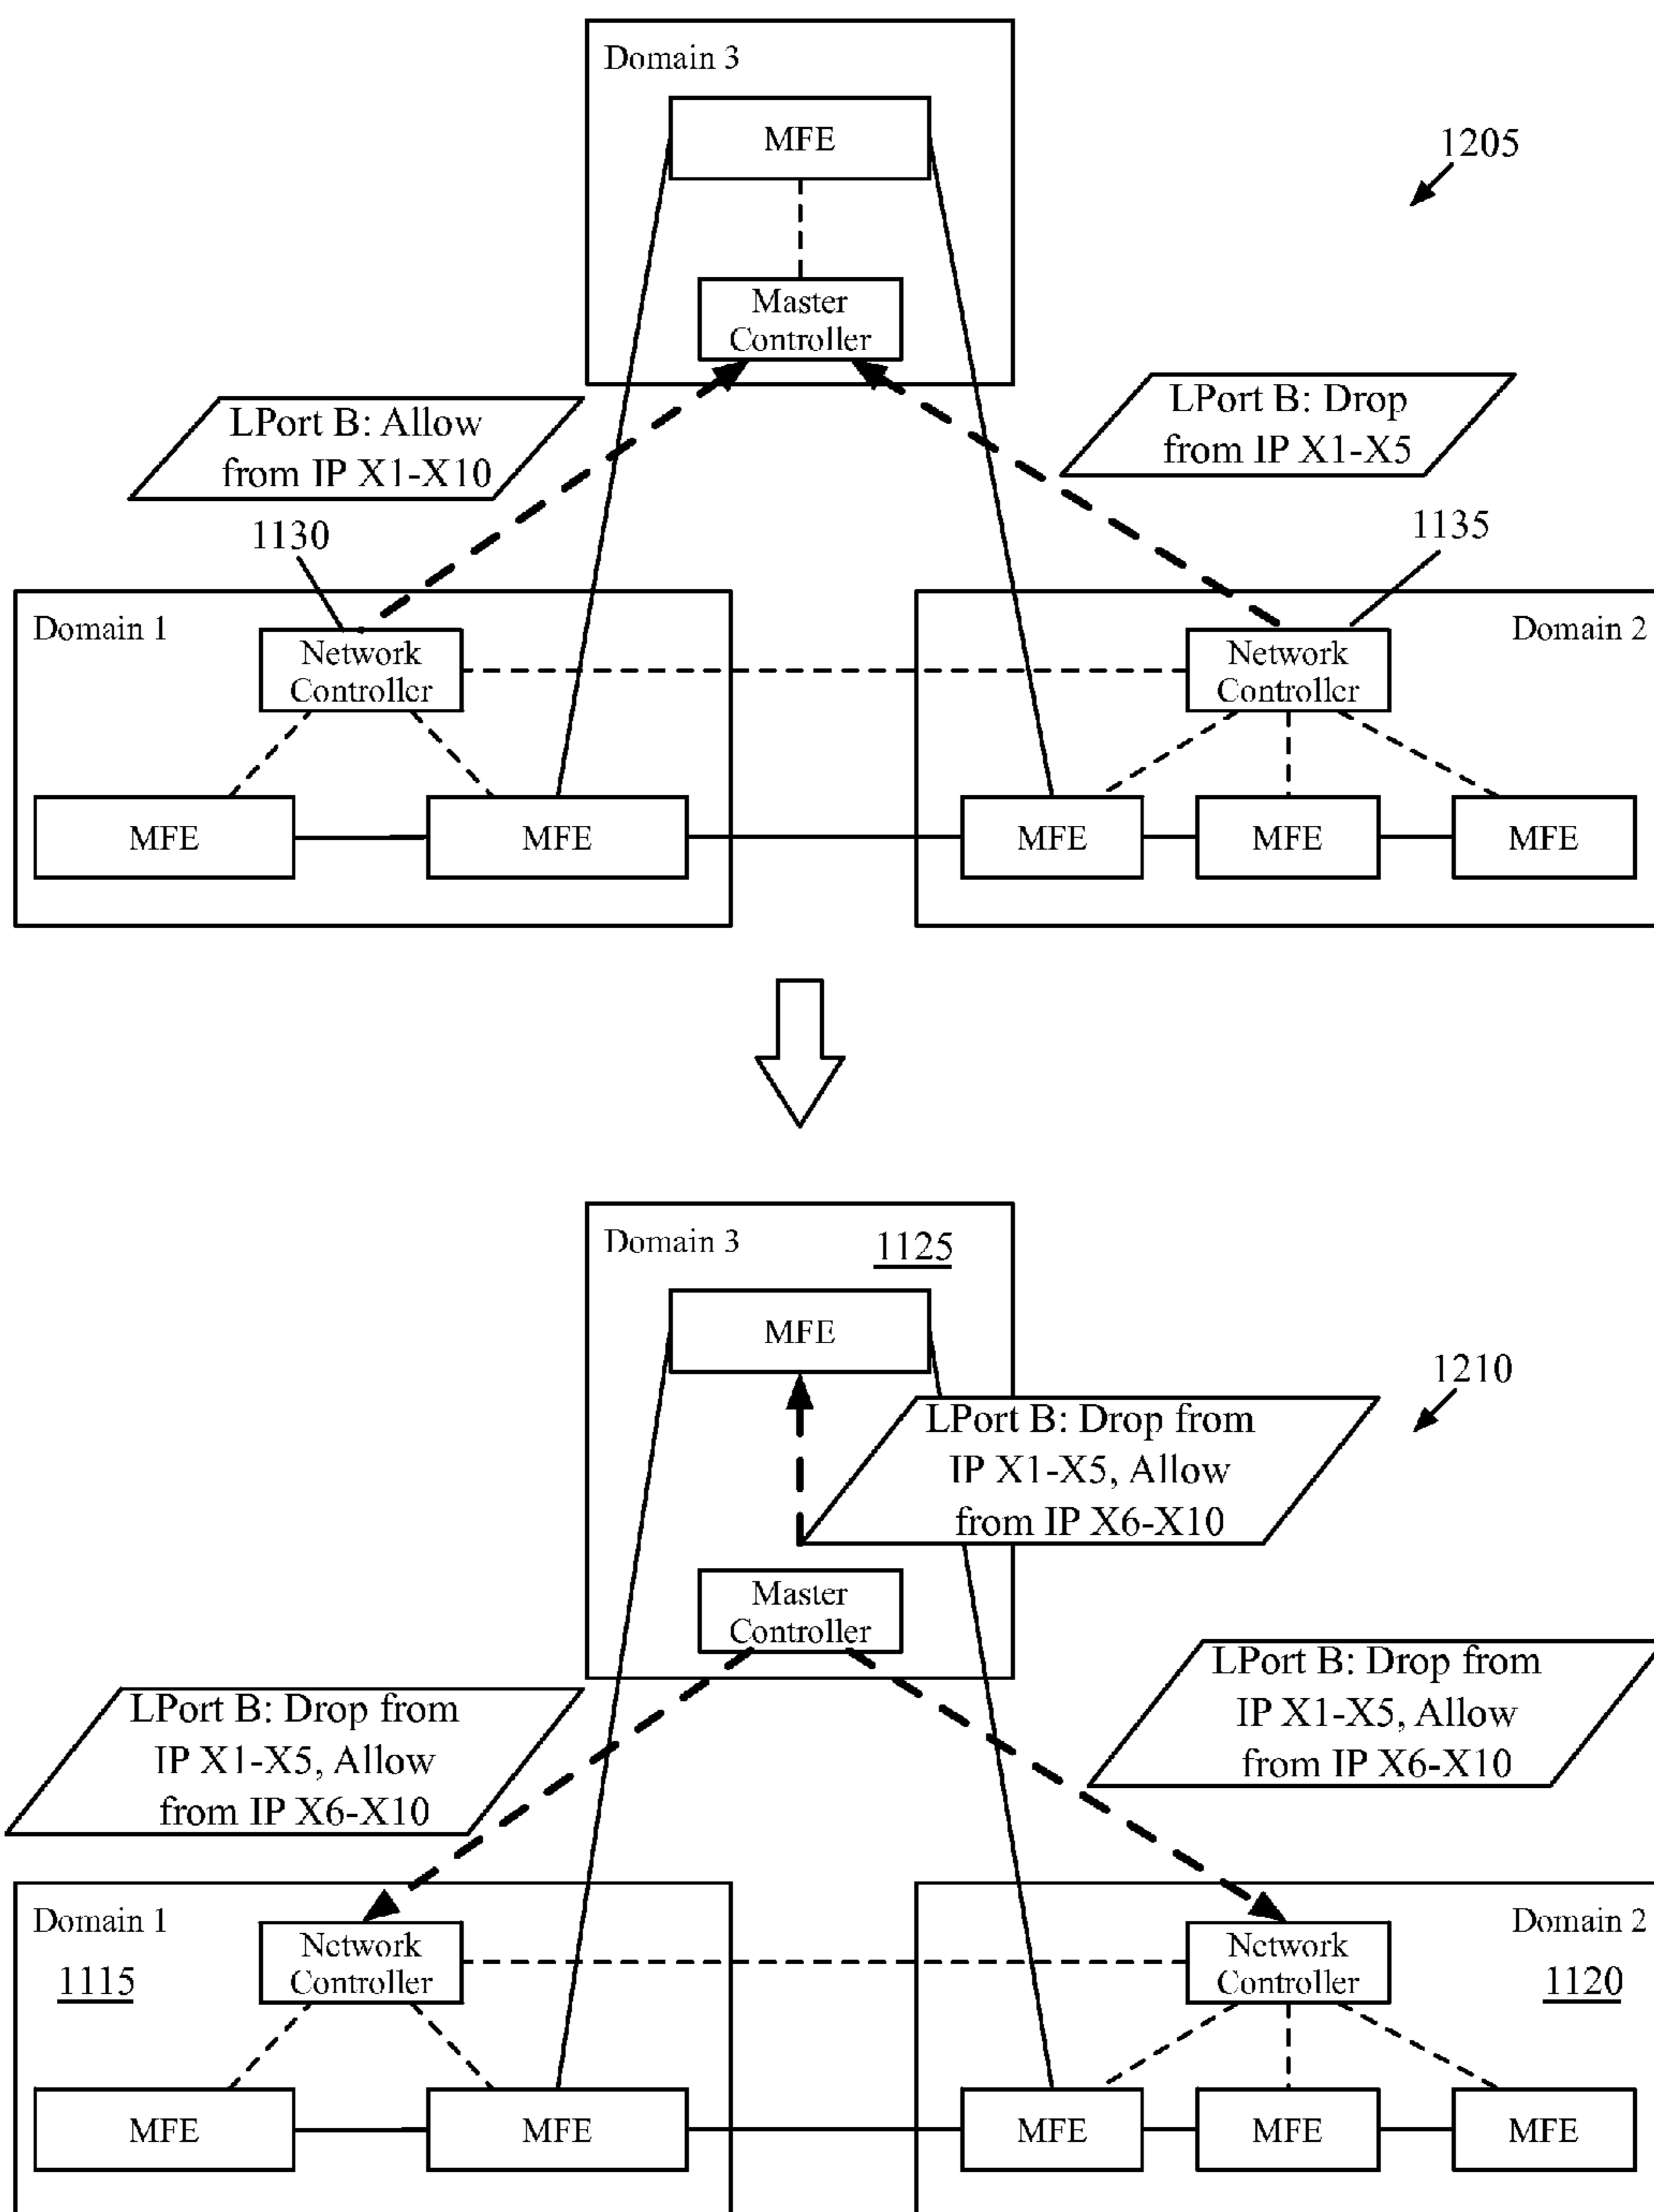 Domain 3
MFE
1205
Master
Controller
LPort B: Allow
from IP X1-X10
LPort B: Drop
from IP X1-X5
1130
1135
Domain 1
Network
Controller
Domain 2
Network
Controller
MFE
MFE
MFE
MFE
MFE
Domain 3
1125
MFE
1210
LPort B: Drop from
IP X1-X5, Allow
from IP X6-X10
Master
Controller
LPort B: Drop from
IP X1-X5, Allow
from IP X6-X10
LPort B: Drop from
IP X1-X5, Allow
from IP X6-X10
Domain 1
1115
Network
Controller
Network
Controller
Domain 2
1120
MFE
MFE
MFE
MFE
MFE